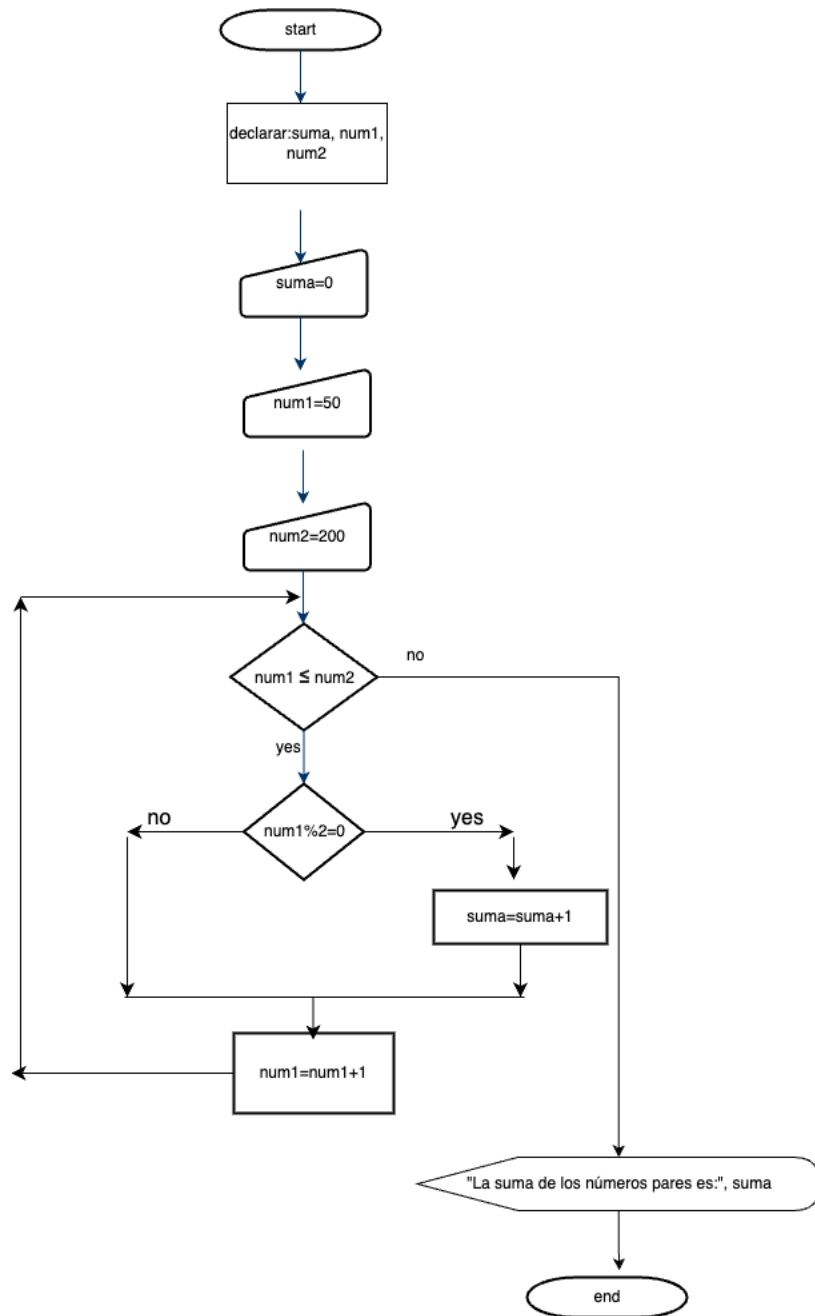 start
declarar:suma, num1,
num2
suma=0
num1=50
num2=200
num1 ≤ num2
no
yes
no
num1%2=0
yes
suma=suma+1
num1=num1+1
"La suma de los números pares es:", suma
end